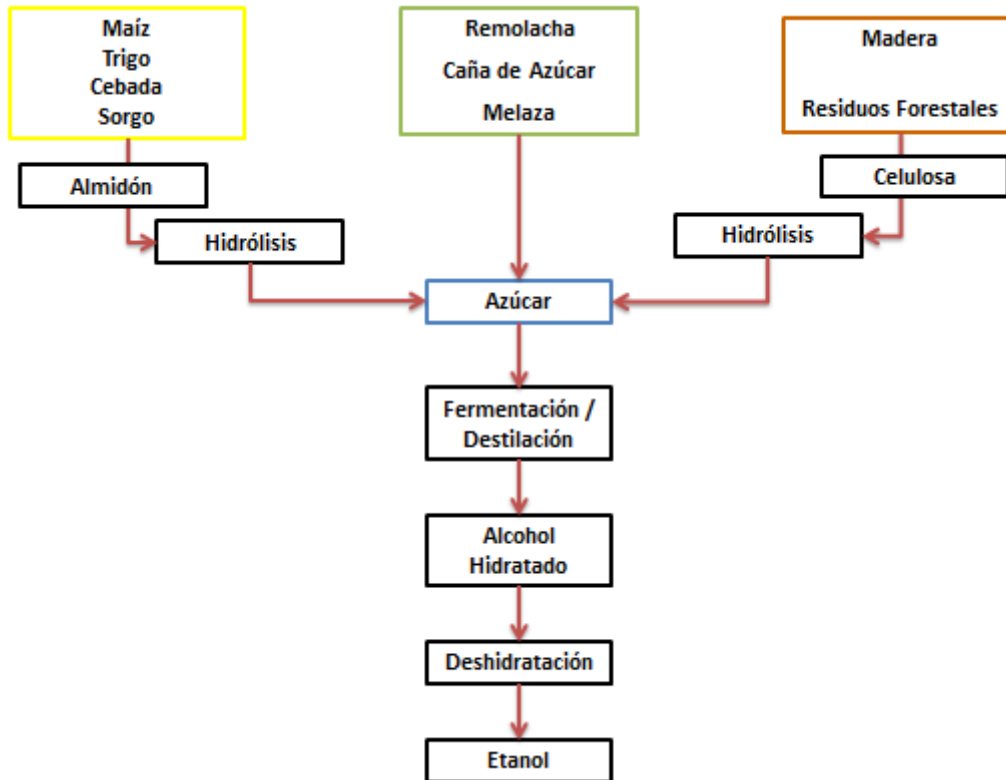 Maíz
Trigo
Cebada
Sorgo
Remolacha
Caña de Azúcar
Melaza
Madera
Residuos Forestales
Almidón
Celulosa
Hidrólisis
Hidrólisis
Azúcar
Fermentación /
Destilación
Alcohol
Hidratado
Deshidratación
Etanol